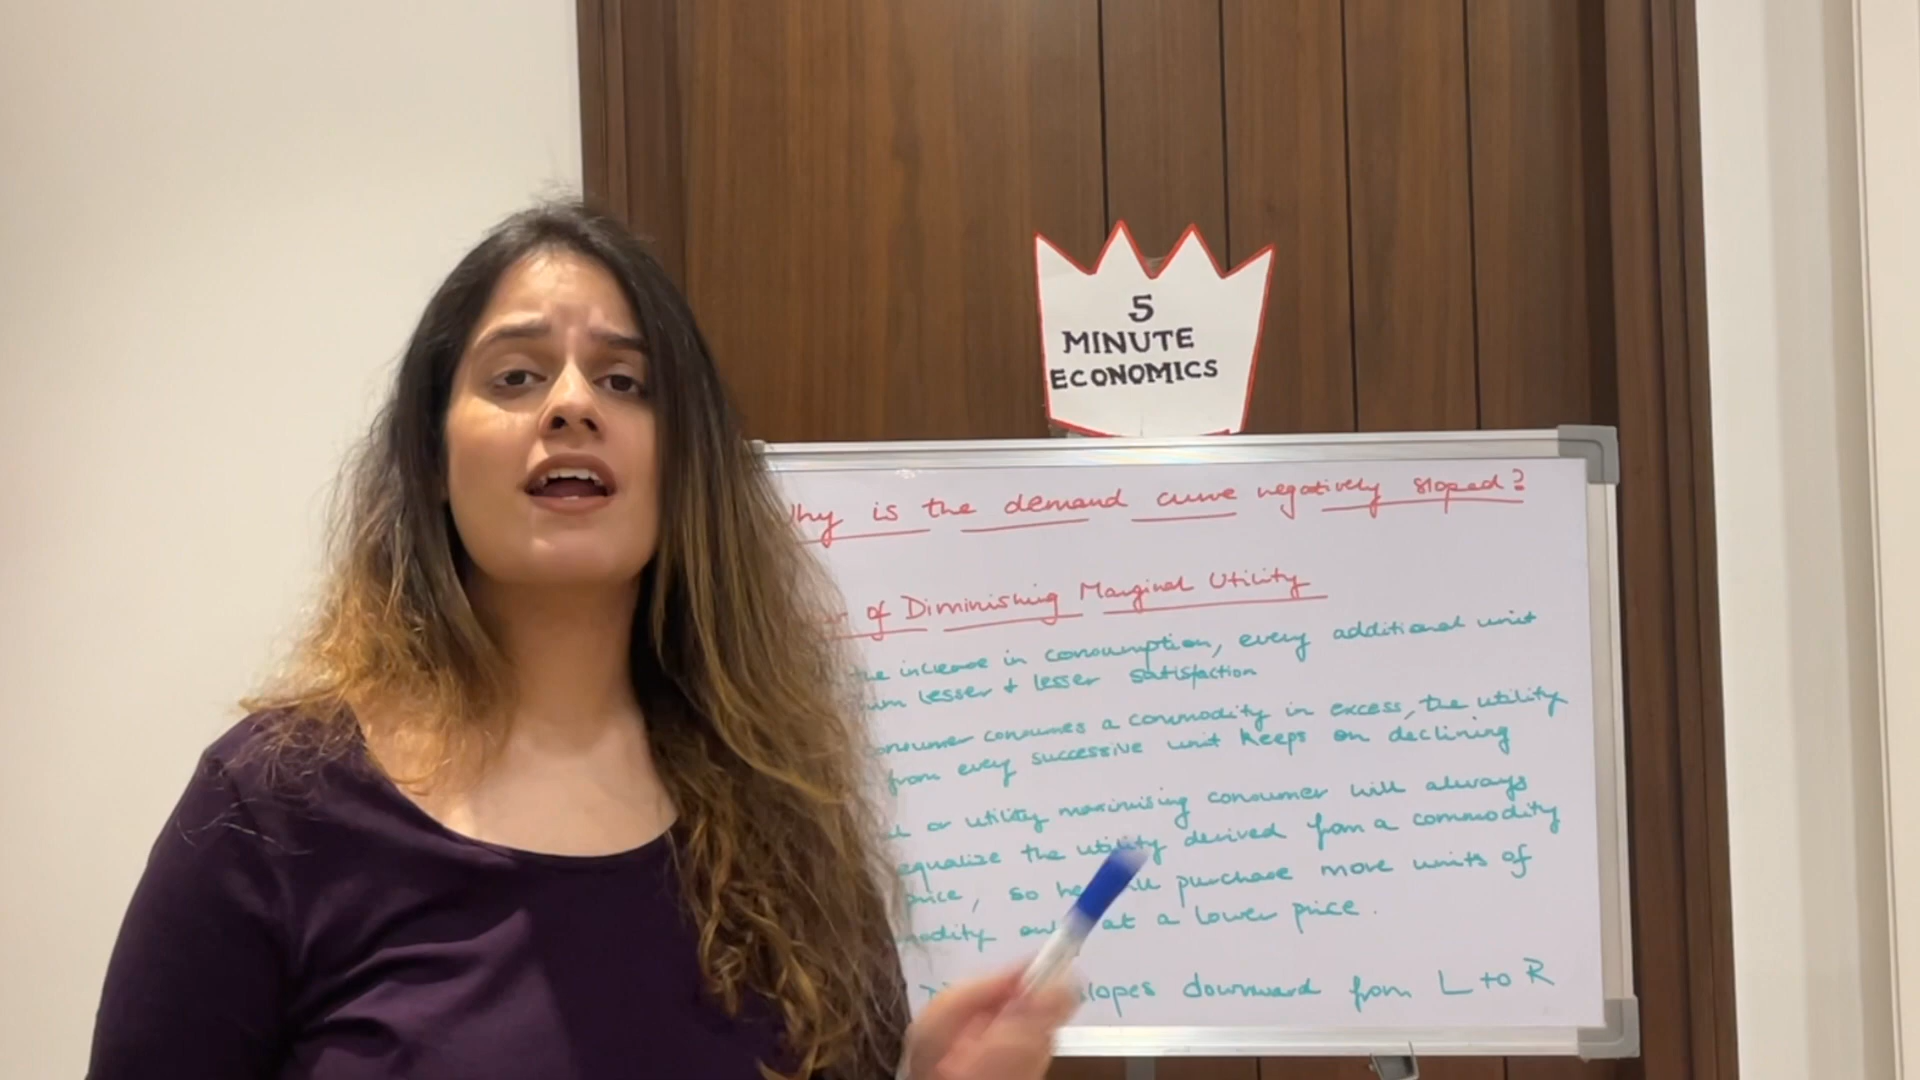 5
MINUTE
ECONOMICS
hy is the demand curve negatively sloped?
of Diminishing Marginal Utility
the increase in consumption, every additional unit
lesser & lesser satisfaction
consumer consumes a commodity in excess, the utility
from every successive unit keeps on declining
or utility maximising consumer will always
equalize the utility derived from a commodity
price, so he purchase more units of
at a lower price.
slopes downward from L to R